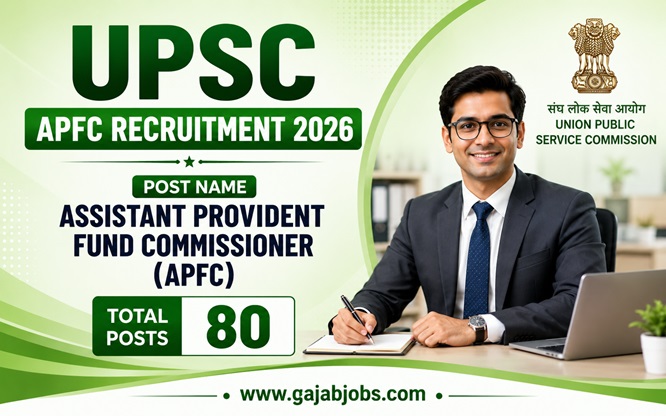 UPSC
APFC RECRUITMENT 2026
POST NAME
ASSISTANT PROVIDENT
FUND COMMISSIONER
(APFC)
TOTAL
POSTS
80
संघ लोक सेवा आयोग
UNION PUBLIC
SERVICE COMMISSION
www.gajabjobs.com